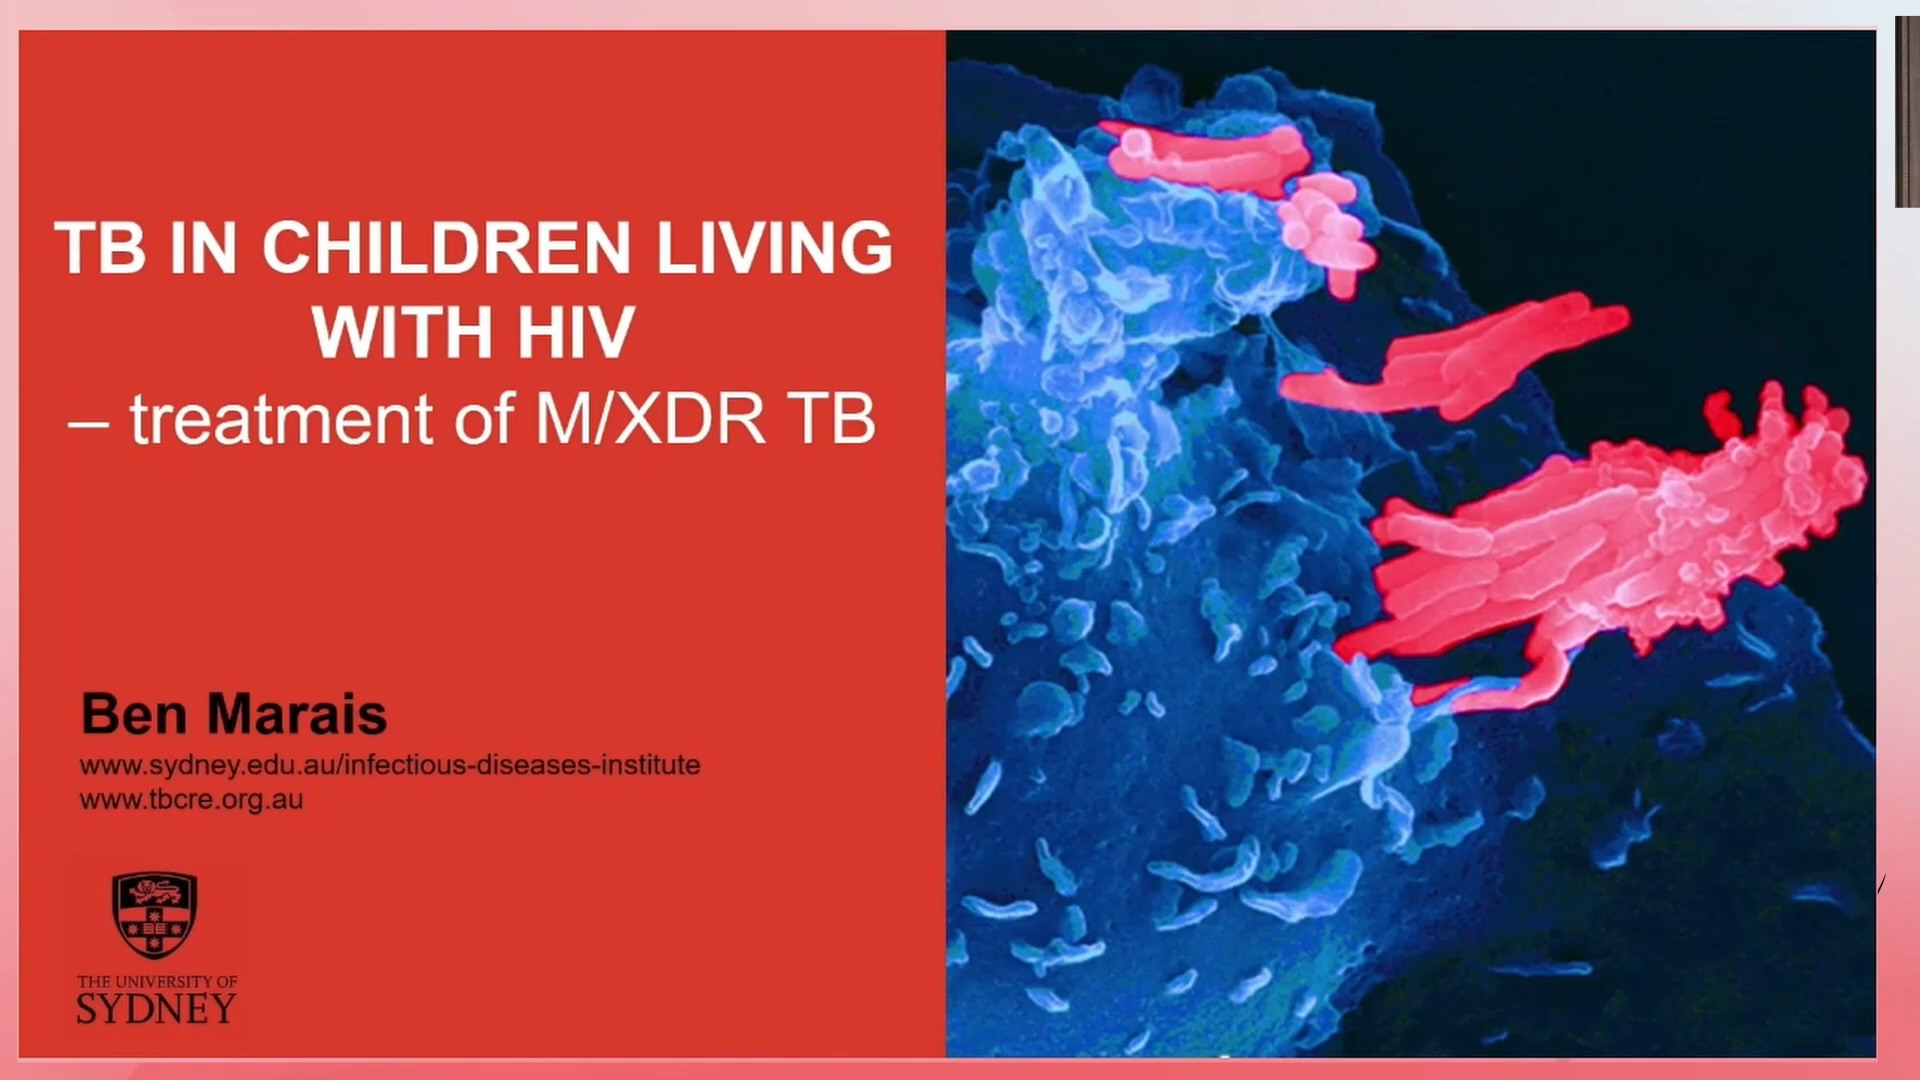 TB IN CHILDREN LIVING
WITH HIV
– treatment of M/XDR TB
Ben Marais
www.sydney.edu.au/infectious-diseases-institute
www.tbcre.org.au
THE UNIVERSITY OF
SYDNEY